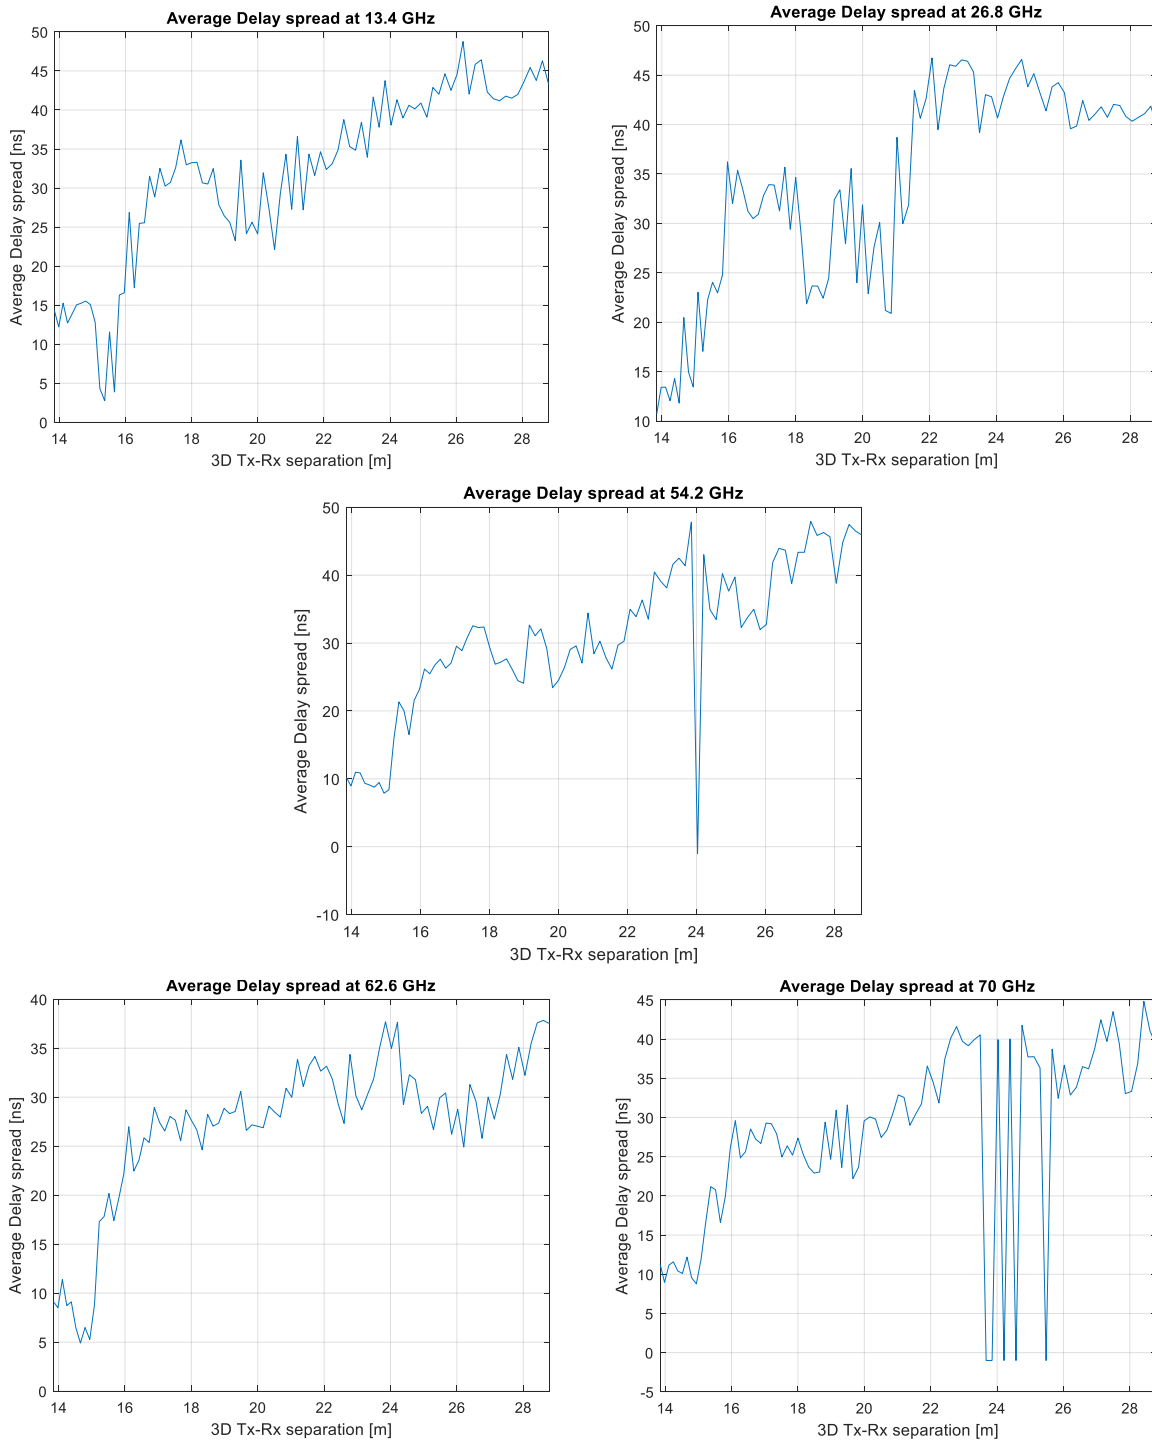 Average Delay spread at 13.4 GHz
50
45
40
35
30
25
20
15
10
5
0
Average Delay spread [ns]
14 16 18 20 22 24 26 28
3D Tx-Rx separation [m]
Average Delay spread at 26.8 GHz
50
45
40
35
30
25
20
15
10
Average Delay spread [ns]
14 16 18 20 22 24 26 28
3D Tx-Rx separation [m]
Average Delay spread at 54.2 GHz
50
40
30
20
10
0
-10
Average Delay spread [ns]
14 16 18 20 22 24 26 28
3D Tx-Rx separation [m]
Average Delay spread at 62.6 GHz
40
35
30
25
20
15
10
5
0
Average Delay spread [ns]
14 16 18 20 22 24 26 28
3D Tx-Rx separation [m]
Average Delay spread at 70 GHz
45
40
35
30
25
20
15
10
5
0
-5
Average Delay spread [ns]
14 16 18 20 22 24 26 28
3D Tx-Rx separation [m]